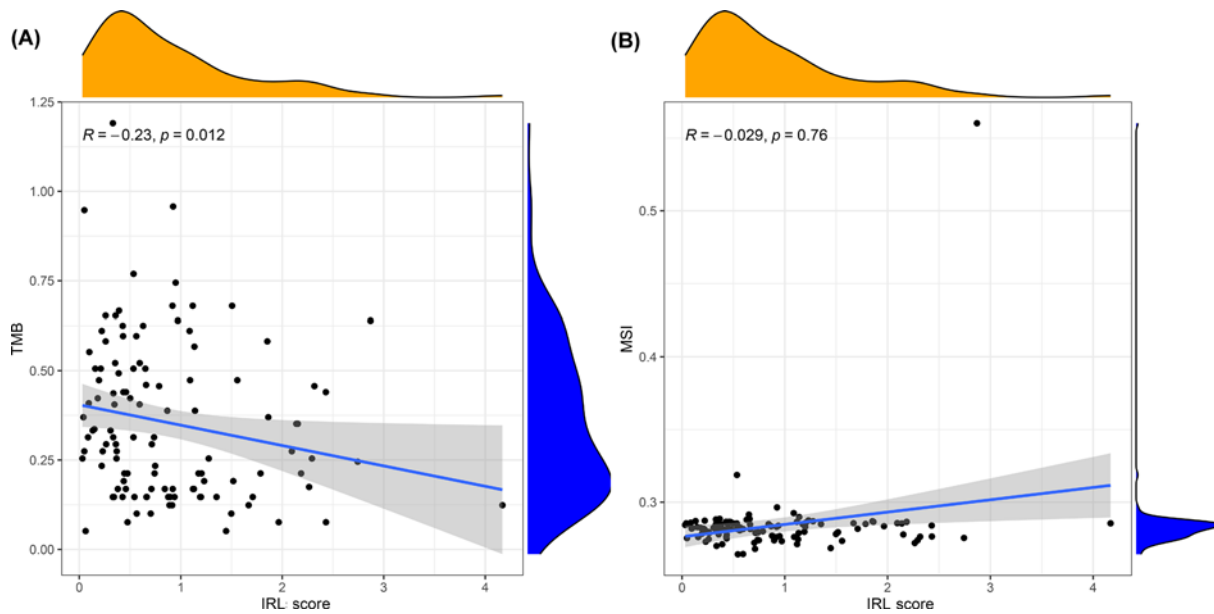 (A)
R = −0.23, p = 0.012
TMB
1.25
1.00
0.75
0.50
0.25
0.00
0 1 2 3 4
IRL score
(B)
R = −0.029, p = 0.76
MSI
0.5
0.4
0.3
0 1 2 3 4
IRL score